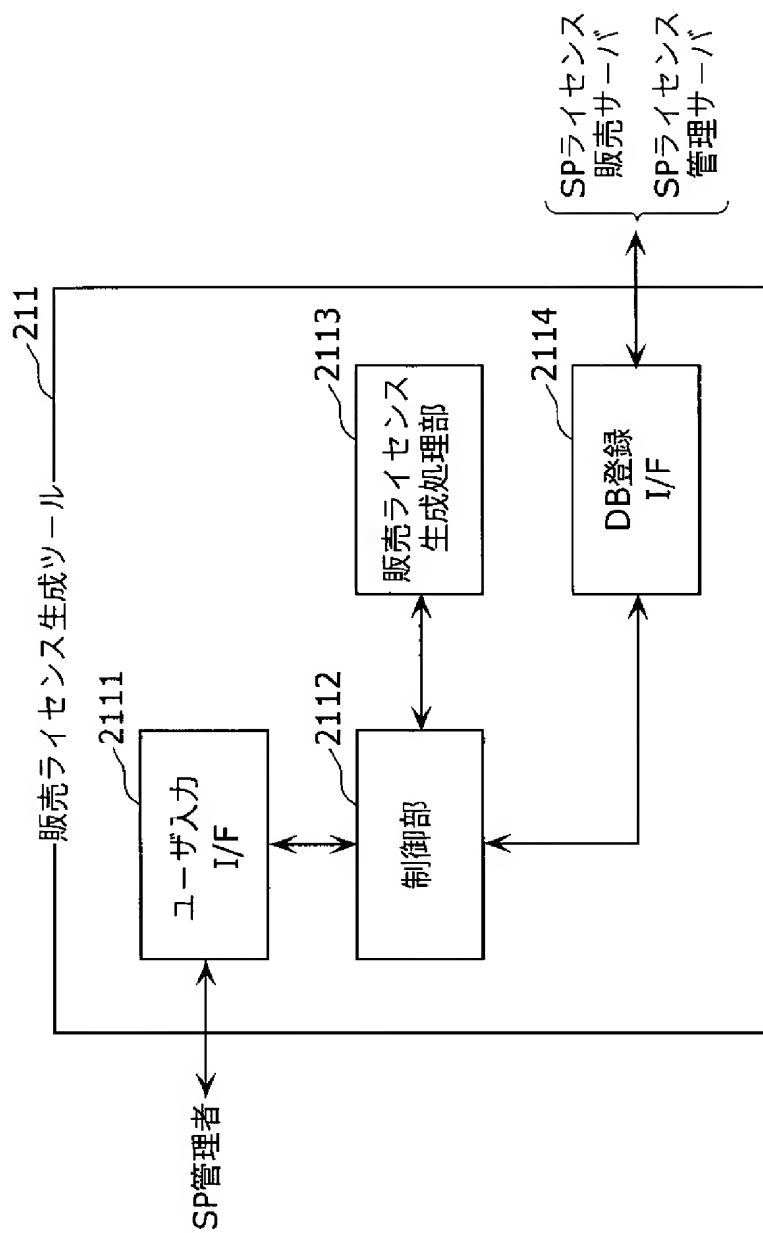 販売ライセンス生成ツール
211
SP管理者
ユーザ入力
I/F
2111
制御部
2112
販売ライセンス
生成処理部
2113
DB登録
I/F
2114
SPライセンス
販売サーバ
SPライセンス
管理サーバ